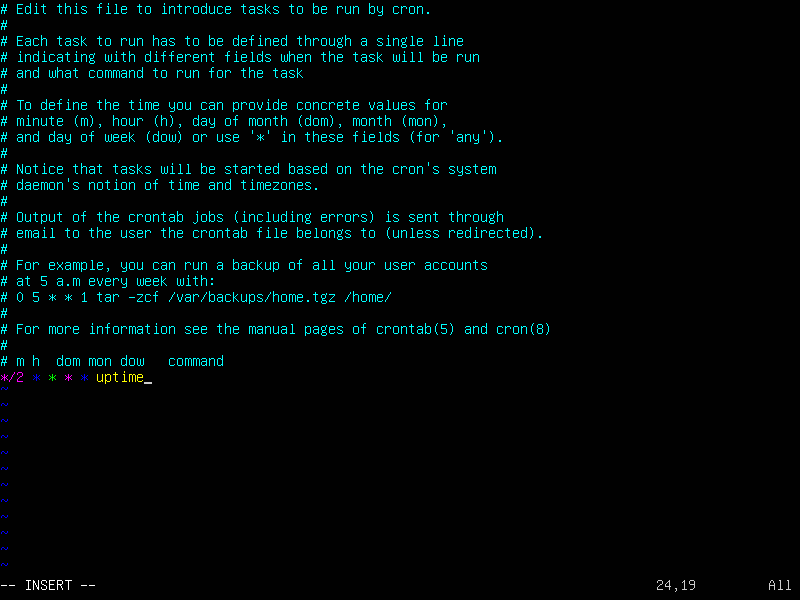 # Edit this file to introduce tasks to be run by cron.
#
# Each task to run has to be defined through a single line
# indicating with different fields when the task will be run
# and what command to run for the task
#
# To define the time you can provide concrete values for
# minute (m), hour (h), day of month (dom), month (mon),
# and day of week (dow) or use '*' in these fields (for 'any').
#
# Notice that tasks will be started based on the cron's system
# daemon's notion of time and timezones.
#
# Output of the crontab jobs (including errors) is sent through
# email to the user the crontab file belongs to (unless redirected).
#
# For example, you can run a backup of all your user accounts
# at 5 a.m every week with:
# 0 5 * * 1 tar -zcf /var/backups/home.tgz /home/
#
# For more information see the manual pages of crontab(5) and cron(8)
#
# m h  dom mon dow   command
*/2 * * * * uptime_
~
~
~
~
~
~
~
~
~
~
~
~
-- INSERT -- 24,19 All